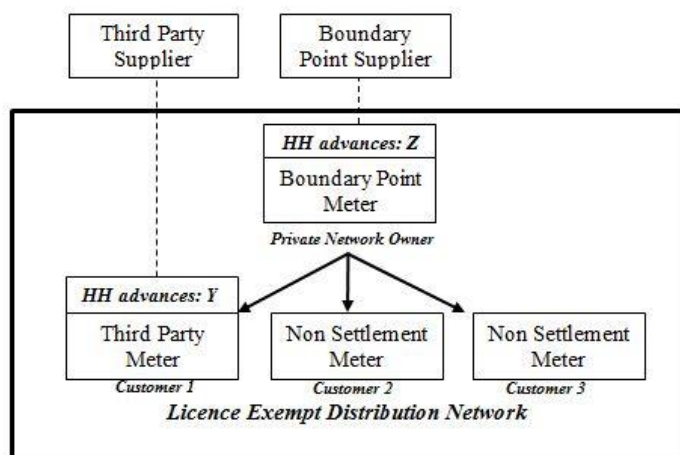 Third Party
Supplier
Boundary
Point Supplier
HH advances: Z
Boundary Point
Meter
Private Network Owner
HH advances: Y
Third Party
Meter
Customer 1
Non Settlement
Meter
Customer 2
Non Settlement
Meter
Customer 3
Licence Exempt Distribution Network